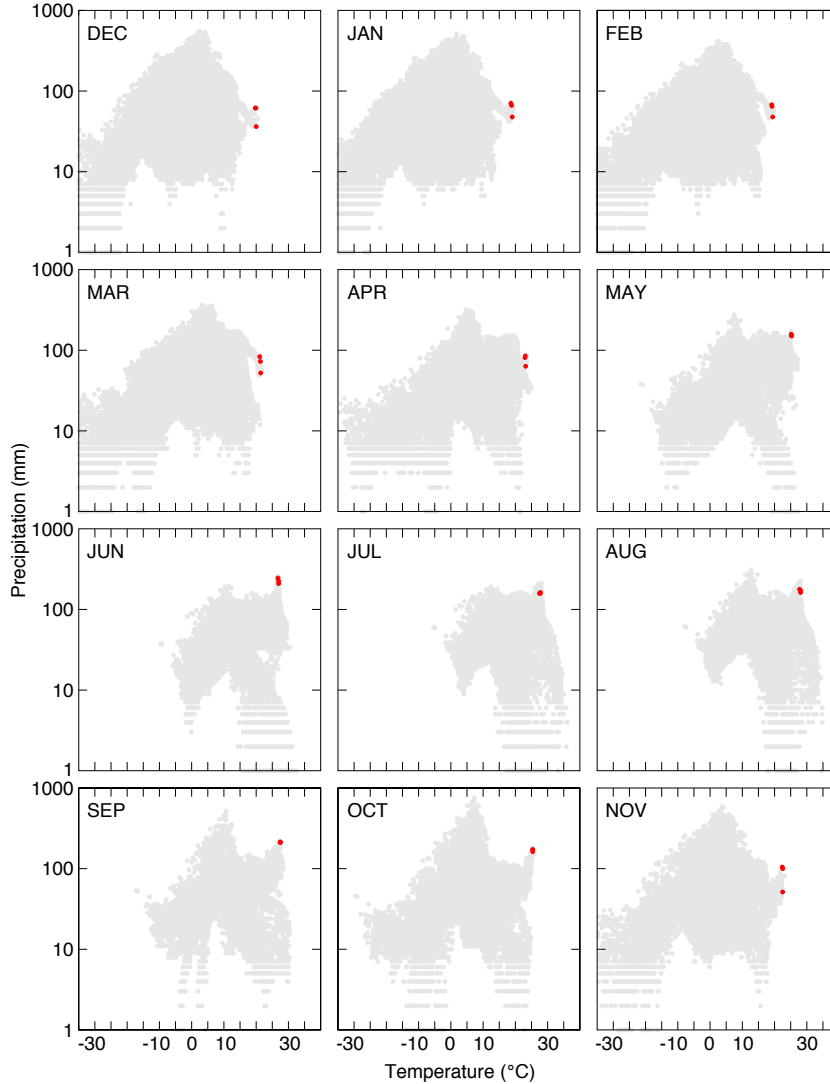 1000
DEC
JAN
FEB
100
10
1
1000
MAR
APR
MAY
100
10
1
Precipitation (mm)
1000
JUN
JUL
AUG
100
10
1
1000
SEP
OCT
NOV
100
10
1
-30 -10 0 10 30 -30 -10 0 10 30 -30 -10 0 10 30
Temperature (°C)